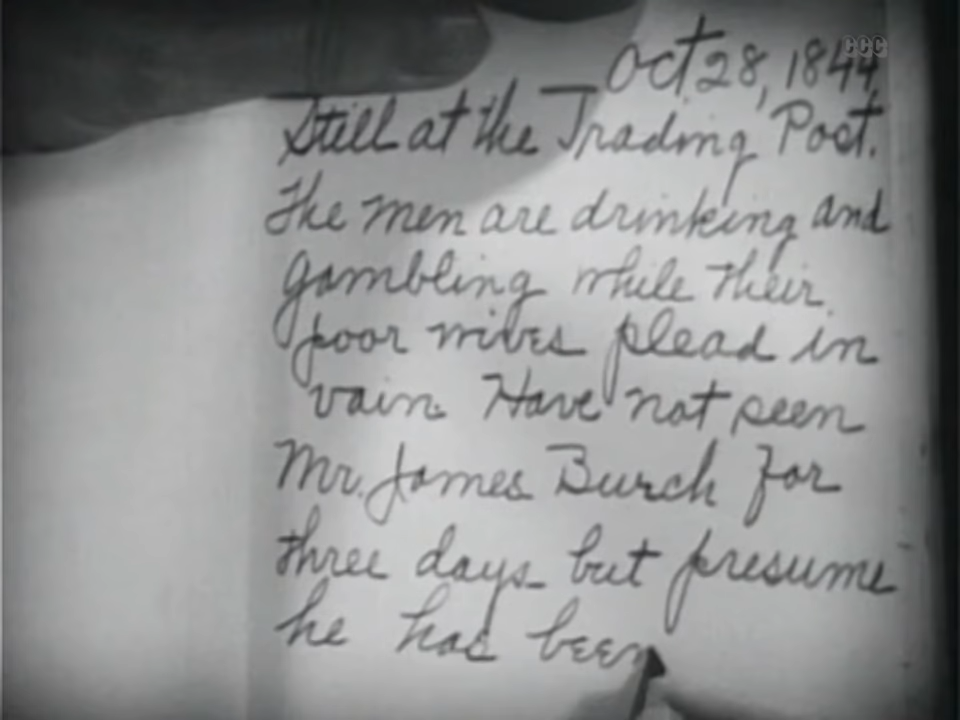 CCC
Oct. 28, 1844
Still at the Trading Post.
The men are drinking and
gambling while their
poor wives plead in
vain. Have not seen
Mr. James Burch for
three days but presume
he has been